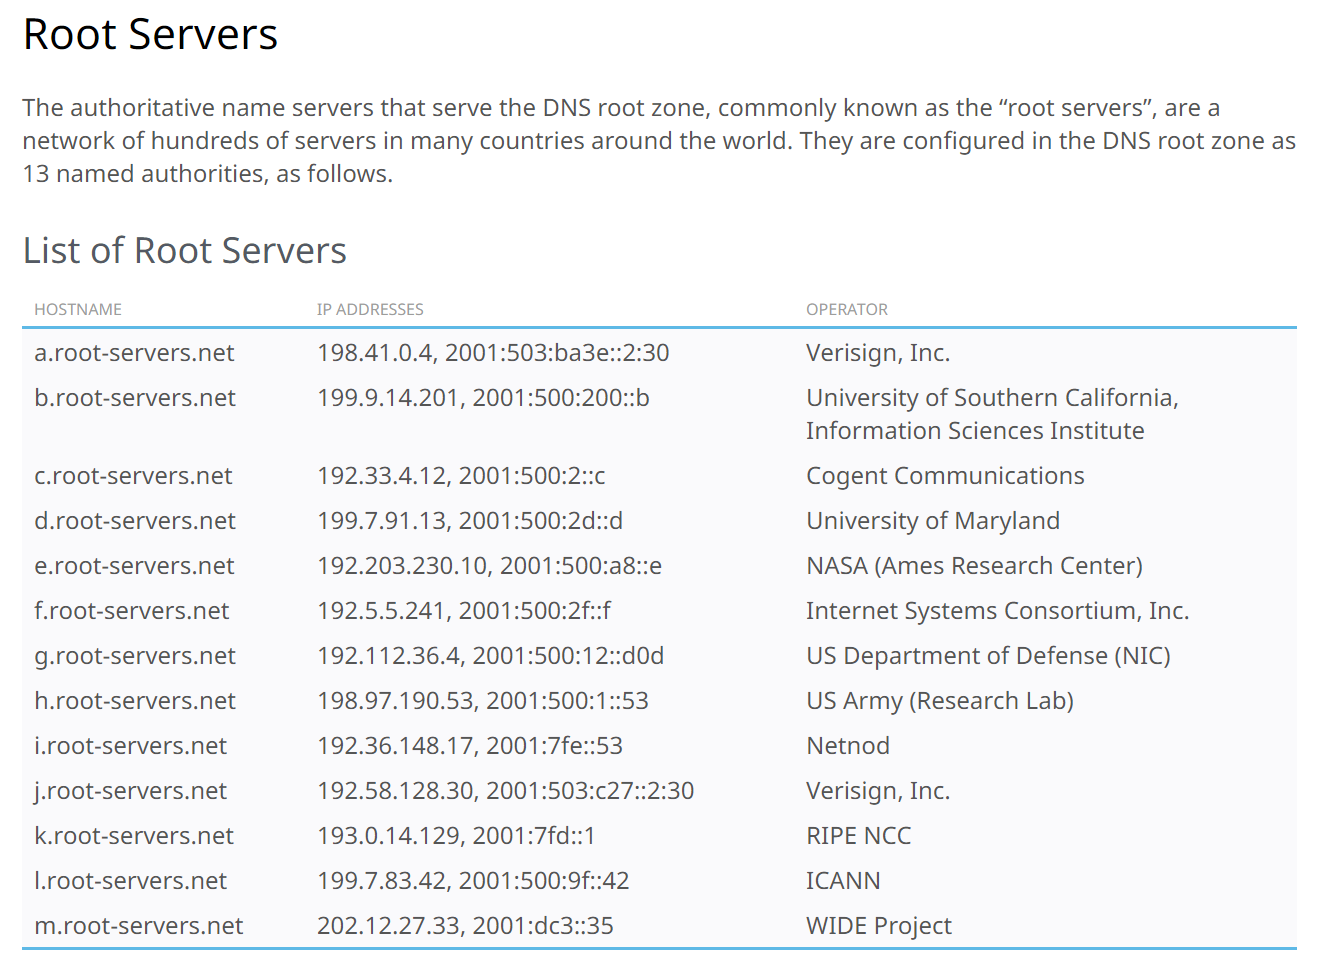 Root Servers
The authoritative name servers that serve the DNS root zone, commonly known as the “root servers”, are a
network of hundreds of servers in many countries around the world. They are configured in the DNS root zone as
13 named authorities, as follows.
List of Root Servers
HOSTNAME IP ADDRESSES OPERATOR
a.root-servers.net 198.41.0.4, 2001:503:ba3e::2:30 Verisign, Inc.
b.root-servers.net 199.9.14.201, 2001:500:200::b University of Southern California,
Information Sciences Institute
c.root-servers.net 192.33.4.12, 2001:500:2::c Cogent Communications
d.root-servers.net 199.7.91.13, 2001:500:2d::d University of Maryland
e.root-servers.net 192.203.230.10, 2001:500:a8::e NASA (Ames Research Center)
f.root-servers.net 192.5.5.241, 2001:500:2f::f Internet Systems Consortium, Inc.
g.root-servers.net 192.112.36.4, 2001:500:12::d0d US Department of Defense (NIC)
h.root-servers.net 198.97.190.53, 2001:500:1::53 US Army (Research Lab)
i.root-servers.net 192.36.148.17, 2001:7fe::53 Netnod
j.root-servers.net 192.58.128.30, 2001:503:c27::2:30 Verisign, Inc.
k.root-servers.net 193.0.14.129, 2001:7fd::1 RIPE NCC
l.root-servers.net 199.7.83.42, 2001:500:9f::42 ICANN
m.root-servers.net 202.12.27.33, 2001:dc3::35 WIDE Project